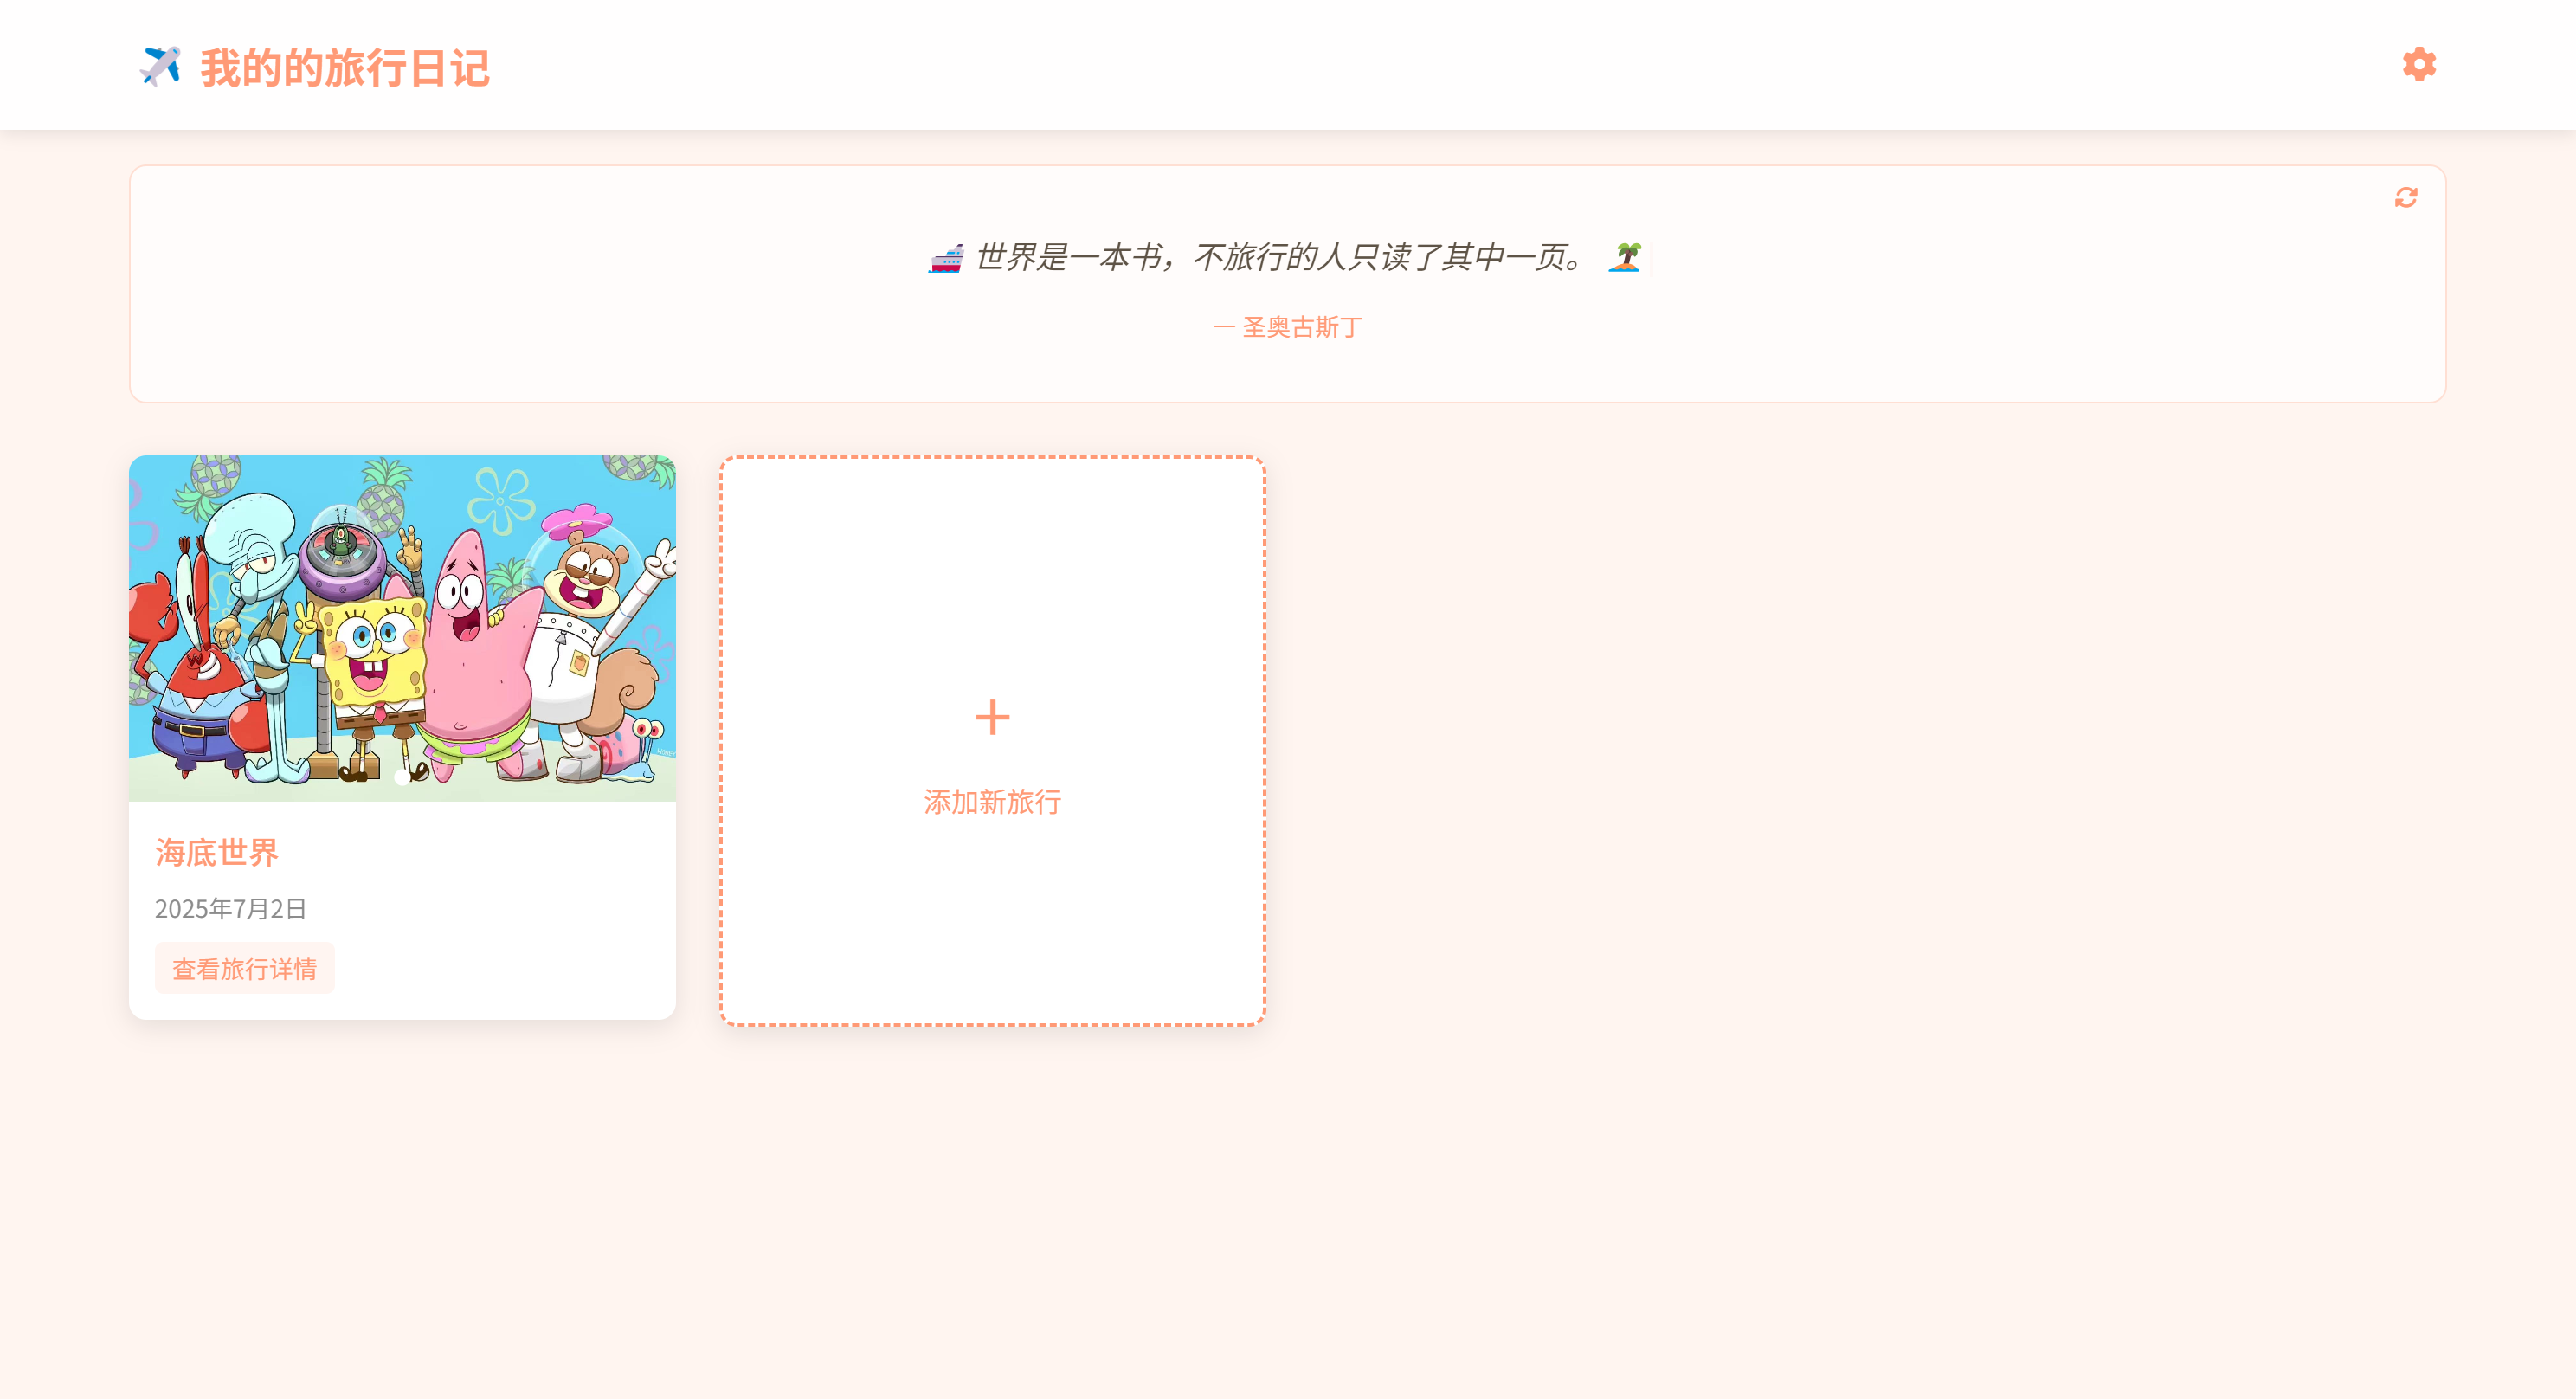 ✈️ 我的的旅行日记
🚢 世界是一本书，不旅行的人只读了其中一页。 🏝️
— 圣奥古斯丁
海底世界
2025年7月2日
查看旅行详情
+
添加新旅行